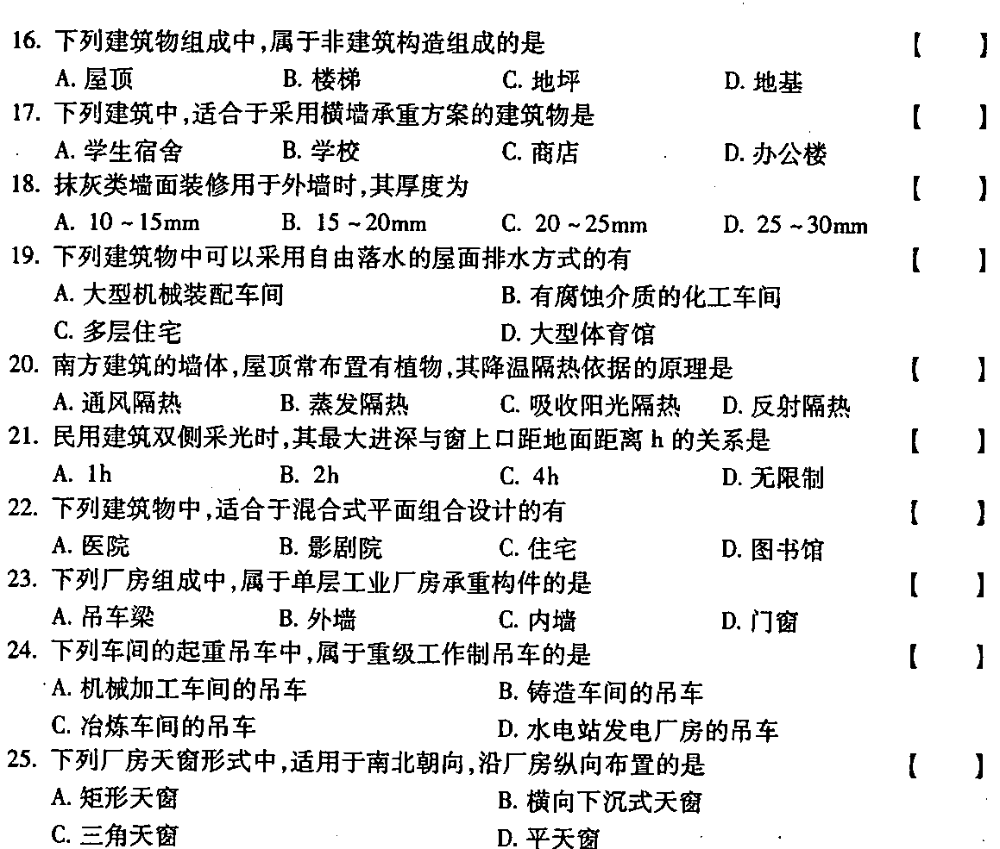 16. 下列建筑物组成中,属于非建筑构造组成的是 【 】
A. 屋顶 B. 楼梯 C. 地坪 D. 地基
17. 下列建筑中,适合于采用横墙承重方案的建筑物是 【 】
A. 学生宿舍 B. 学校 C. 商店 D. 办公楼
18. 抹灰类墙面装修用于外墙时,其厚度为 【 】
A. 10~15mm B. 15~20mm C. 20~25mm D. 25~30mm
19. 下列建筑物中可以采用自由落水的屋面排水方式的有 【 】
A. 大型机械装配车间 B. 有腐蚀介质的化工车间
C. 多层住宅 D. 大型体育馆
20. 南方建筑的墙体,屋顶常布置有植物,其降温隔热依据的原理是 【 】
A. 通风隔热 B. 蒸发隔热 C. 吸收阳光隔热 D. 反射隔热
21. 民用建筑双侧采光时,其最大进深与窗上口距地面距离 h 的关系是 【 】
A. 1h B. 2h C. 4h D. 无限制
22. 下列建筑物中,适合于混合式平面组合设计的有 【 】
A. 医院 B. 影剧院 C. 住宅 D. 图书馆
23. 下列厂房组成中,属于单层工业厂房承重构件的是 【 】
A. 吊车梁 B. 外墙 C. 内墙 D. 门窗
24. 下列车间的起重吊车中,属于重级工作制吊车的是 【 】
A. 机械加工车间的吊车 B. 铸造车间的吊车
C. 冶炼车间的吊车 D. 水电站发电厂房的吊车
25. 下列厂房天窗形式中,适用于南北朝向,沿厂房纵向布置的是 【 】
A. 矩形天窗 B. 横向下沉式天窗
C. 三角天窗 D. 平天窗